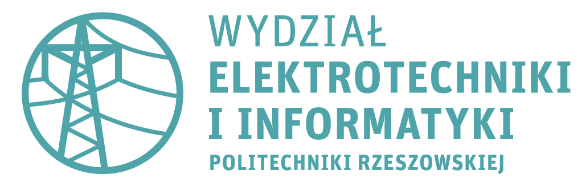 WYDZIAŁ
ELEKTROTECHNIKI
I INFORMATYKI
POLITECHNIKI RZESZOWSKIEJ